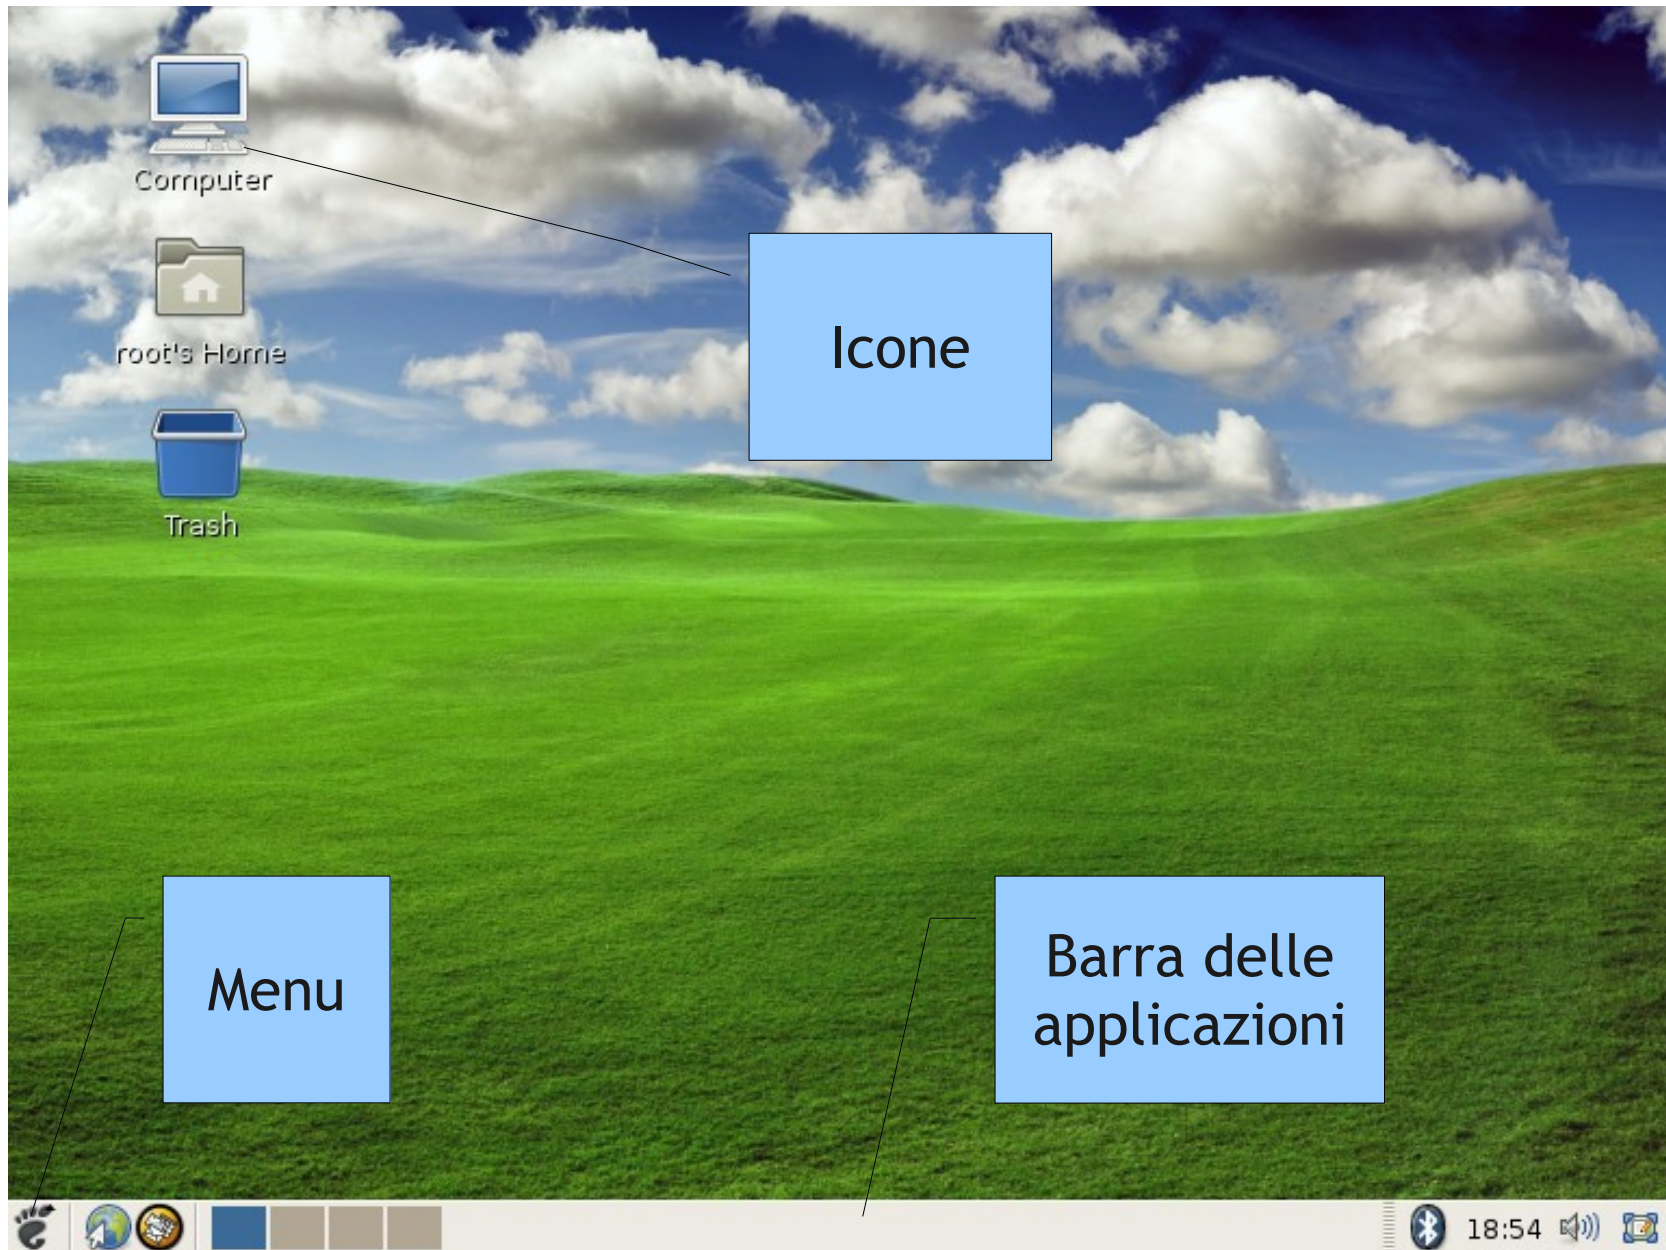 Computer
root's Home
Trash
Icone
Menu
Barra delle
applicazioni
18:54